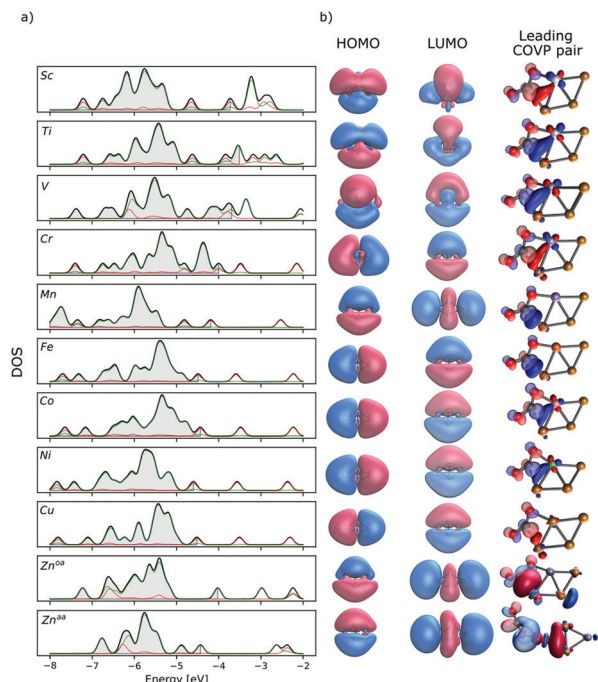 a)
b)
HOMO
LUMO
Leading
COVP pair
Sc
Ti
V
Cr
Mn
Fe
Co
Ni
Cu
Zn^oa
Zn^aa
DOS
−8 −7 −6 −5 −4 −3 −2
Energy [eV]